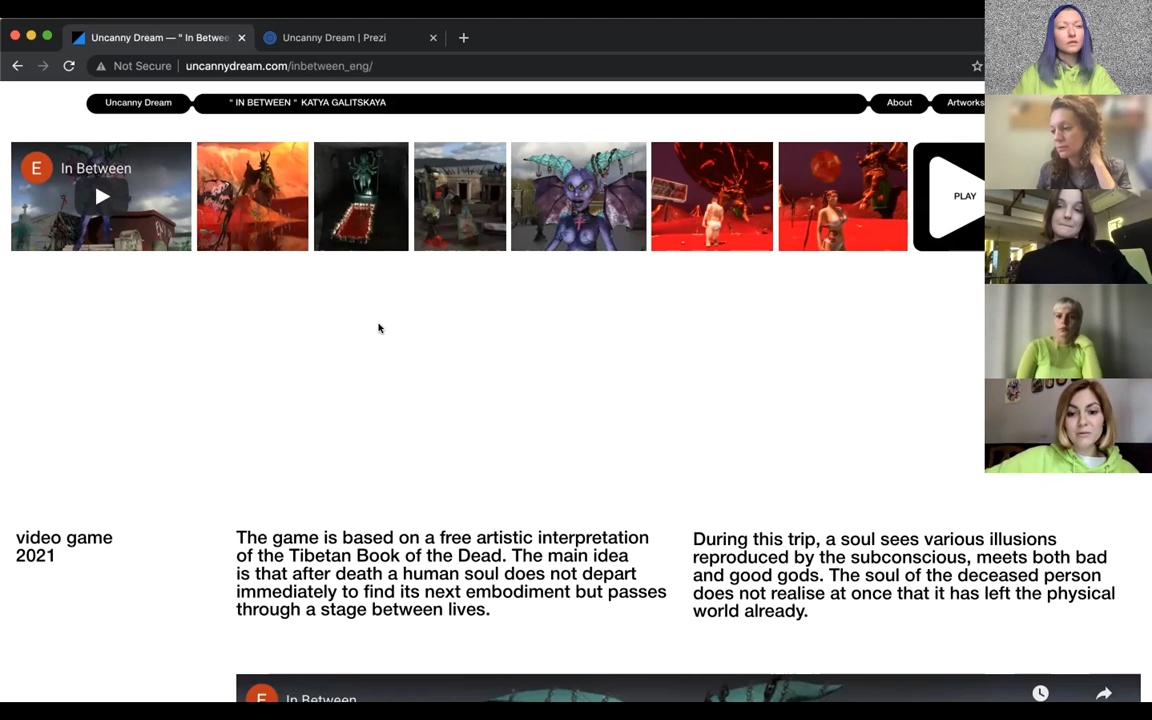 Uncanny Dream — " In Betwee
Uncanny Dream | Prezi
Not Secure
uncannydream.com/inbetween_eng/
Uncanny Dream
" IN BETWEEN " KATYA GALITSKAYA
About
Artworks
E
In Between
PLAY
video game
2021
The game is based on a free artistic interpretation
of the Tibetan Book of the Dead. The main idea
is that after death a human soul does not depart
immediately to find its next embodiment but passes
through a stage between lives.
During this trip, a soul sees various illusions
reproduced by the subconscious, meets both bad
and good gods. The soul of the deceased person
does not realise at once that it has left the physical
world already.
E
In Between